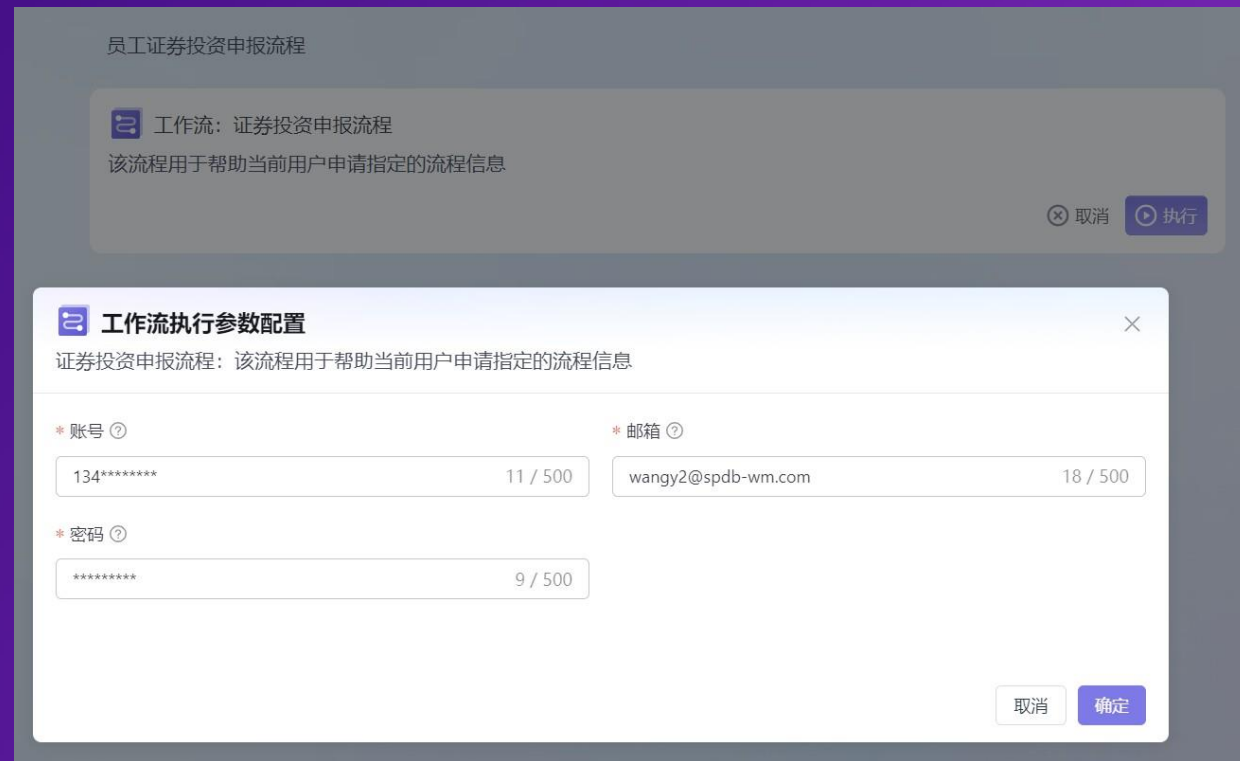 员工证券投资申报流程
工作流：证券投资申报流程
该流程用于帮助当前用户申请指定的流程信息
取消 执行
工作流执行参数配置
证券投资申报流程：该流程用于帮助当前用户申请指定的流程信息
* 账号 * 邮箱
134******** 11 / 500 wangy2@spdb-wm.com 18 / 500
* 密码
********* 9 / 500
取消 确定